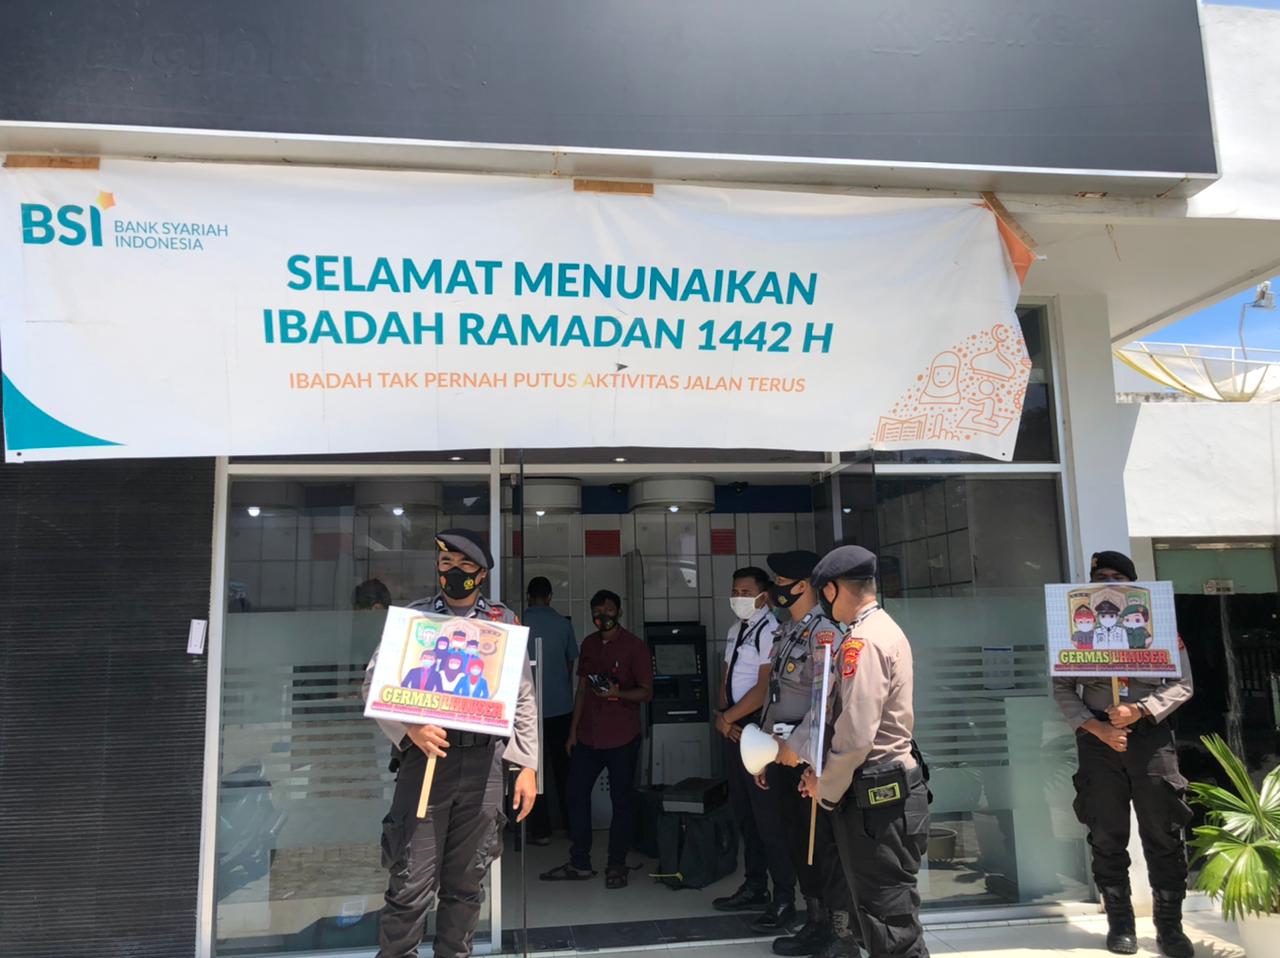 BSI BANK SYARIAH
INDONESIA
SELAMAT MENUNAIKAN
IBADAH RAMADAN 1442 H
IBADAH TAK PERNAH PUTUS AKTIVITAS JALAN TERUS
GERMAS LHAUSER
GERMAS LHAUSER